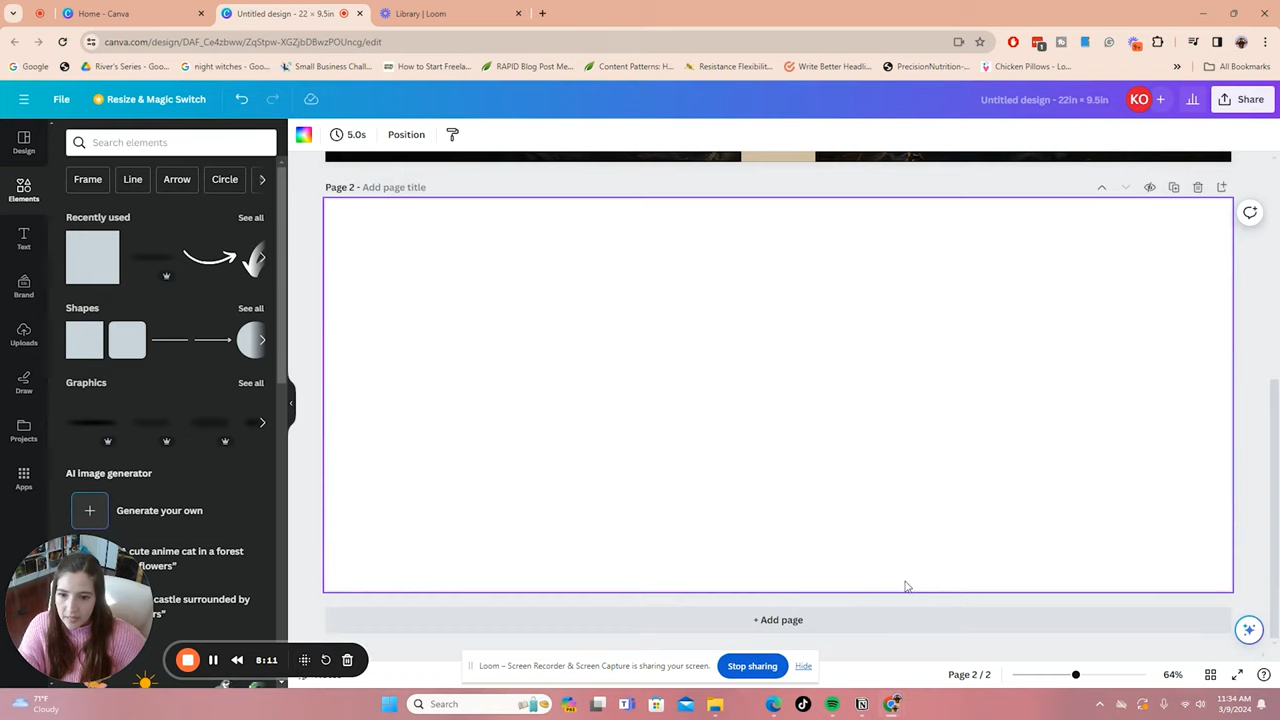 Home - Canva
Untitled design - 22 × 9.5in
Library | Loom
canva.com/design/DAF_Ce4zbww/ZqStpw-XGZjbDBwzPOUncg/edit
Google
River's Series - Goo...
night witches - Goo...
Small Business Chall...
How to Start Freela...
RAPID Blog Post Me...
Content Patterns: H...
Resistance Flexibilit...
Write Better Headli...
PrecisionNutrition-...
Chicken Pillows - Lo...
All Bookmarks
File
Resize & Magic Switch
Untitled design - 22in × 9.5in
KO
Share
Design
Elements
Text
Brand
Uploads
Draw
Projects
Apps
Search elements
Frame
Line
Arrow
Circle
Recently used
See all
Shapes
See all
Graphics
See all
AI image generator
Generate your own
cute anime cat in a forest
flowers"
castle surrounded by
5.0s
Position
Page 2 - Add page title
+ Add page
8:11
Loom – Screen Recorder & Screen Capture is sharing your screen.
Stop sharing
Hide
Page 2 / 2
64%
71°F
Cloudy
Search
11:34 AM
3/9/2024